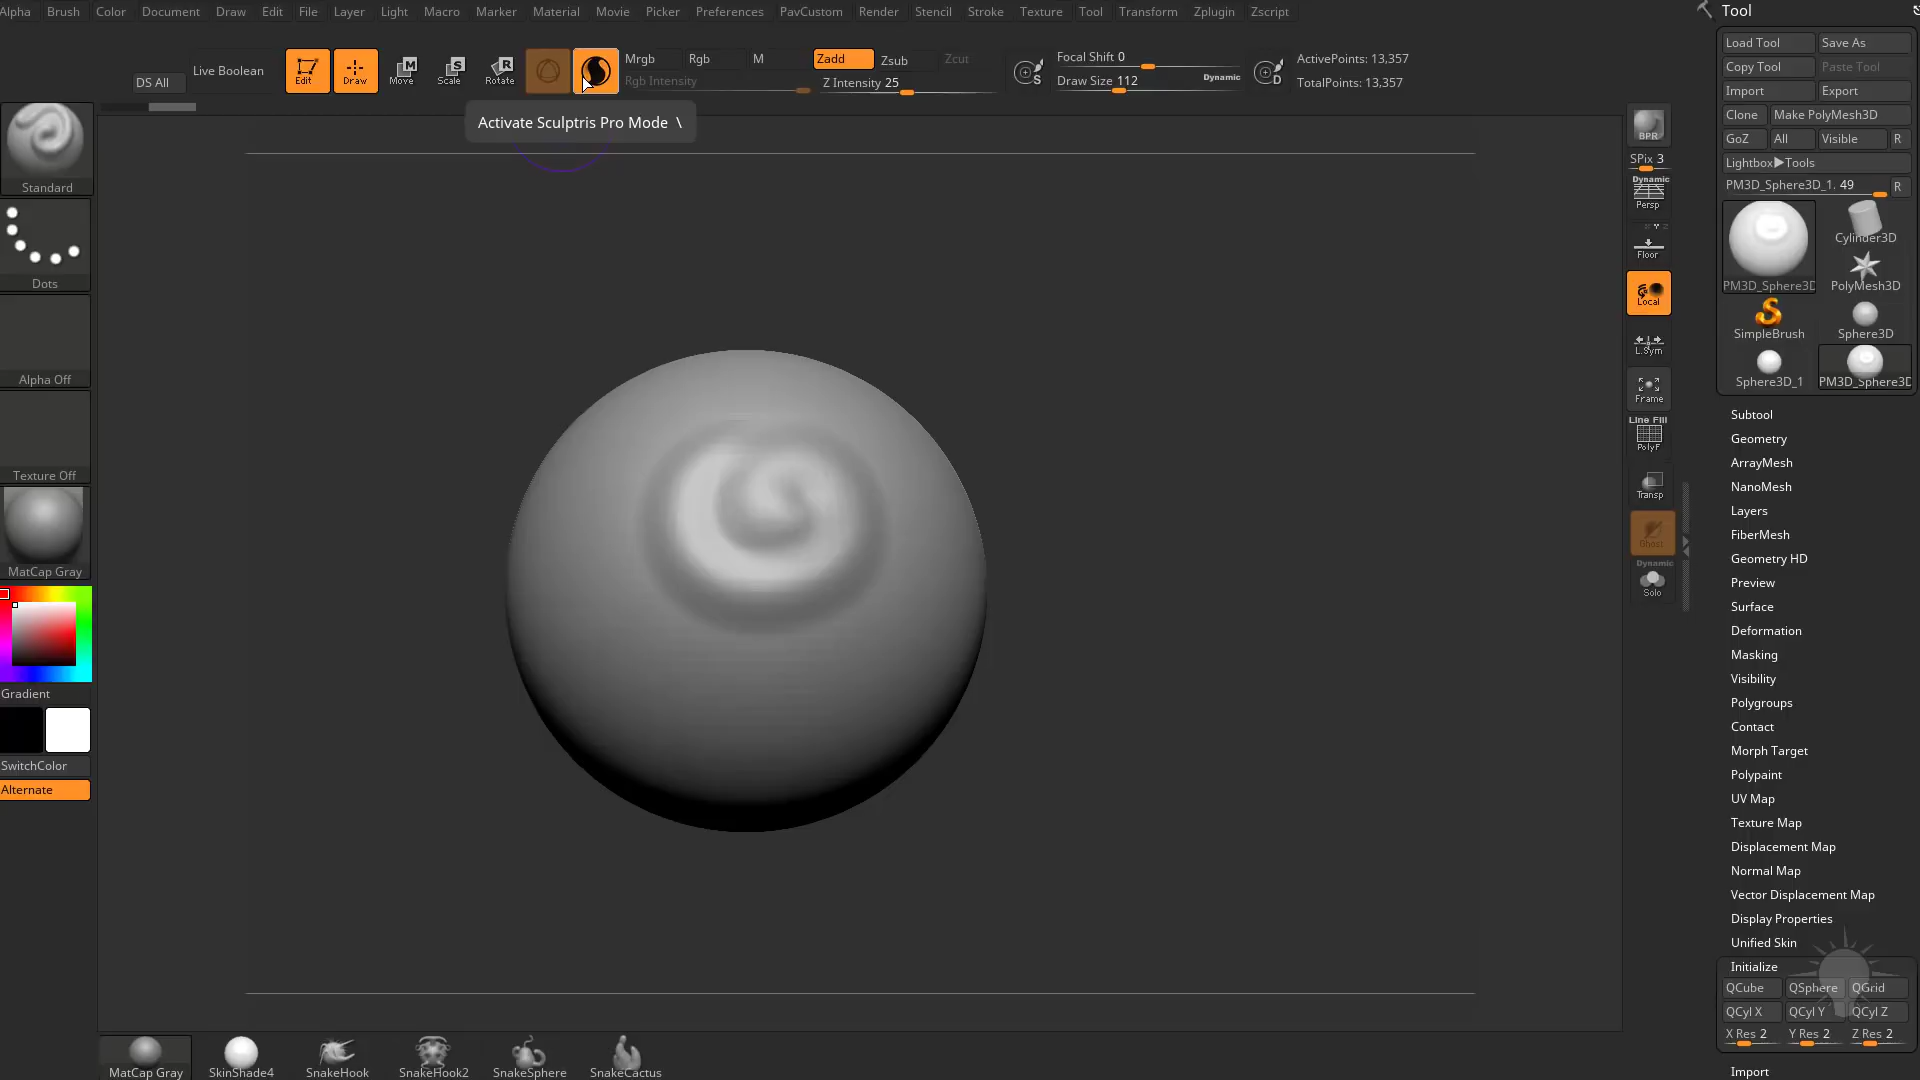 Alpha Brush Color Document Draw Edit File Layer Light Macro Marker Material Movie Picker Preferences PavCustom Render Stencil Stroke Texture Tool Transform Zplugin Zscript
Tool
DS All
Live Boolean
Edit
Draw
Move
Scale
Rotate
Mrgb Rgb M
Rgb Intensity
Zadd Zsub Zcut
Z Intensity 25
Focal Shift 0
Draw Size 112
Dynamic
ActivePoints: 13,357
TotalPoints: 13,357
Activate Sculptris Pro Mode \
Standard
Dots
Alpha Off
Texture Off
MatCap Gray
Gradient
SwitchColor
Alternate
BPR
SPix 3
Dynamic
Persp
Floor
Local
L.Sym
Frame
Line Fill
PolyF
Transp
Ghost
Dynamic
Solo
Load Tool Save As
Copy Tool Paste Tool
Import Export
Clone Make PolyMesh3D
GoZ All Visible R
Lightbox▶Tools
PM3D_Sphere3D_1. 49 R
PM3D_Sphere3D
Cylinder3D
PolyMesh3D
SimpleBrush Sphere3D
Sphere3D_1 PM3D_Sphere3D
Subtool
Geometry
ArrayMesh
NanoMesh
Layers
FiberMesh
Geometry HD
Preview
Surface
Deformation
Masking
Visibility
Polygroups
Contact
Morph Target
Polypaint
UV Map
Texture Map
Displacement Map
Normal Map
Vector Displacement Map
Display Properties
Unified Skin
Initialize
QCube QSphere QGrid
QCyl X QCyl Y QCyl Z
X Res 2 Y Res 2 Z Res 2
Import
MatCap Gray SkinShade4 SnakeHook SnakeHook2 SnakeSphere SnakeCactus